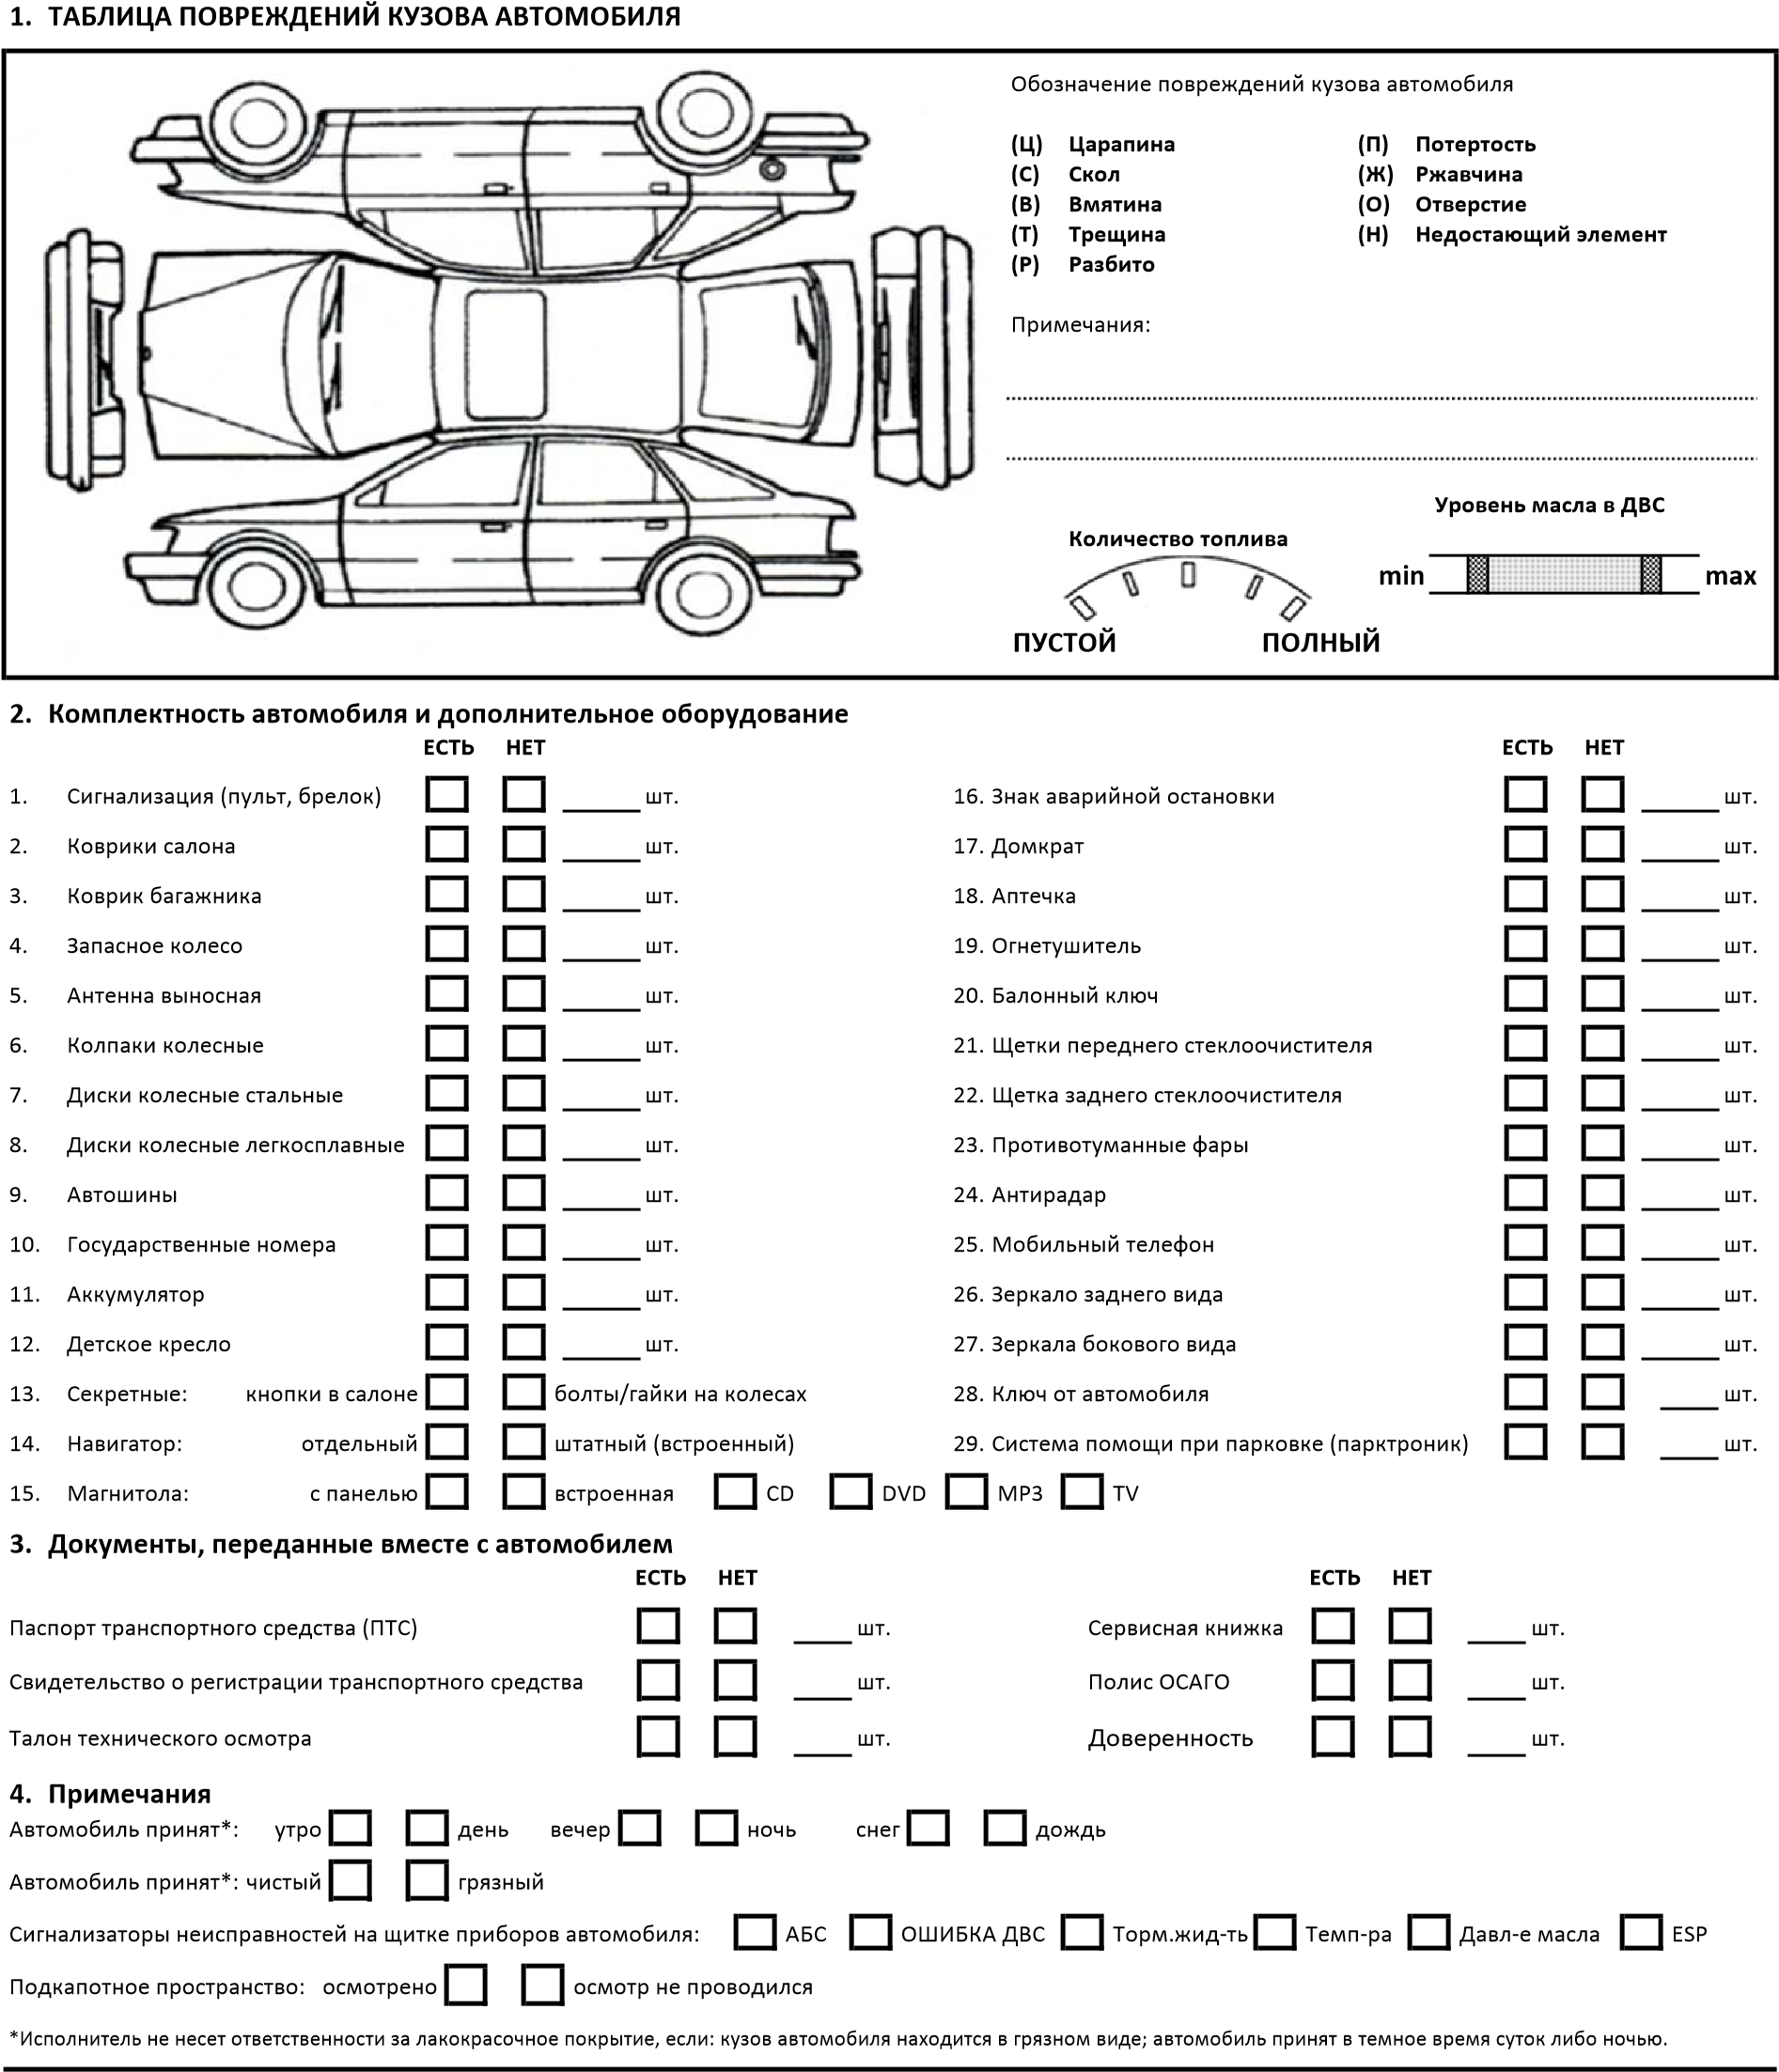 1. ТАБЛИЦА ПОВРЕЖДЕНИЙ КУЗОВА АВТОМОБИЛЯ
Обозначение повреждений кузова автомобиля
(Ц) Царапина (П) Потертость
(С) Скол (Ж) Ржавчина
(В) Вмятина (О) Отверстие
(Т) Трещина (Н) Недостающий элемент
(Р) Разбито
Примечания:
Уровень масла в ДВС
Количество топлива
min max
ПУСТОЙ ПОЛНЫЙ
2. Комплектность автомобиля и дополнительное оборудование
ЕСТЬ НЕТ ЕСТЬ НЕТ
1. Сигнализация (пульт, брелок) шт. 16. Знак аварийной остановки шт.
2. Коврики салона шт. 17. Домкрат шт.
3. Коврик багажника шт. 18. Аптечка шт.
4. Запасное колесо шт. 19. Огнетушитель шт.
5. Антенна выносная шт. 20. Балонный ключ шт.
6. Колпаки колесные шт. 21. Щетки переднего стеклоочистителя шт.
7. Диски колесные стальные шт. 22. Щетка заднего стеклоочистителя шт.
8. Диски колесные легкосплавные шт. 23. Противотуманные фары шт.
9. Автошины шт. 24. Антирадар шт.
10. Государственные номера шт. 25. Мобильный телефон шт.
11. Аккумулятор шт. 26. Зеркало заднего вида шт.
12. Детское кресло шт. 27. Зеркала бокового вида шт.
13. Секретные: кнопки в салоне болты/гайки на колесах 28. Ключ от автомобиля шт.
14. Навигатор: отдельный штатный (встроенный) 29. Система помощи при парковке (парктроник) шт.
15. Магнитола: с панелью встроенная CD DVD MP3 TV
3. Документы, переданные вместе с автомобилем
ЕСТЬ НЕТ ЕСТЬ НЕТ
Паспорт транспортного средства (ПТС) шт. Сервисная книжка шт.
Свидетельство о регистрации транспортного средства шт. Полис ОСАГО шт.
Талон технического осмотра шт. Доверенность шт.
4. Примечания
Автомобиль принят*: утро день вечер ночь снег дождь
Автомобиль принят*: чистый грязный
Сигнализаторы неисправностей на щитке приборов автомобиля: АБС ОШИБКА ДВС Торм.жид-ть Темп-ра Давл-е масла ESP
Подкапотное пространство: осмотрено осмотр не проводился
*Исполнитель не несет ответственности за лакокрасочное покрытие, если: кузов автомобиля находится в грязном виде; автомобиль принят в темное время суток либо ночью.